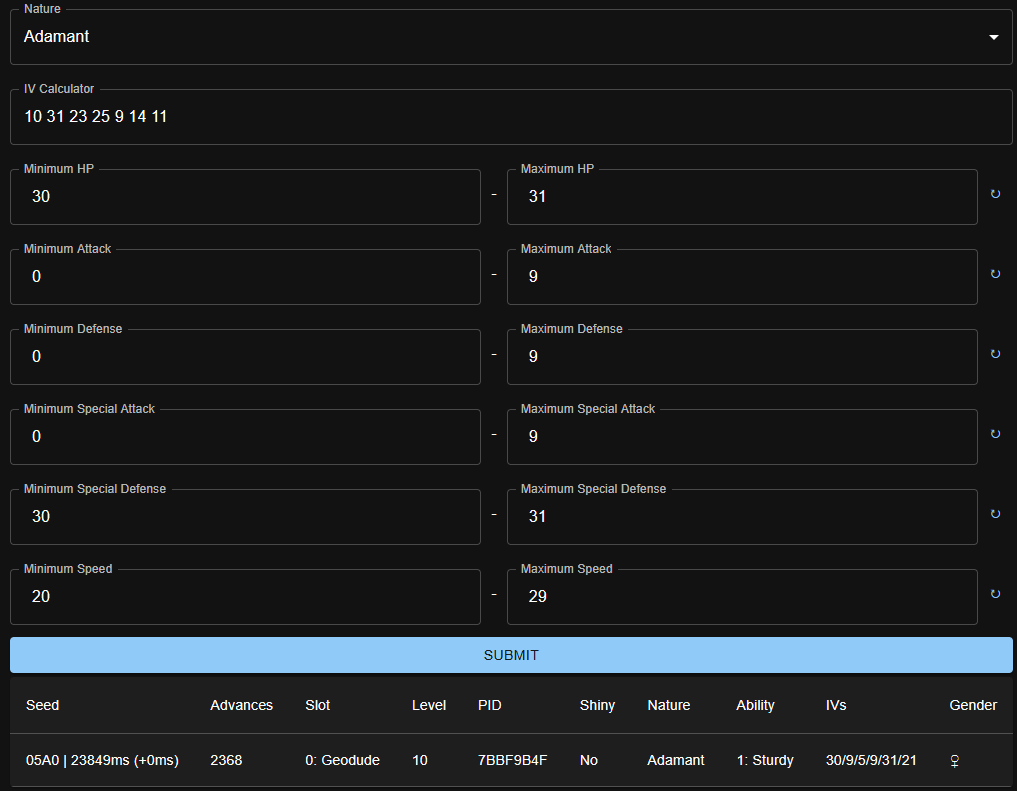 Nature
Adamant
IV Calculator
10 31 23 25 9 14 11
Minimum HP Maximum HP
30 - 31 ↻
Minimum Attack Maximum Attack
0 - 9 ↻
Minimum Defense Maximum Defense
0 - 9 ↻
Minimum Special Attack Maximum Special Attack
0 - 9 ↻
Minimum Special Defense Maximum Special Defense
30 - 31 ↻
Minimum Speed Maximum Speed
20 - 29 ↻
SUBMIT
Seed Advances Slot Level PID Shiny Nature Ability IVs Gender
05A0 | 23849ms (+0ms) 2368 0: Geodude 10 7BBF9B4F No Adamant 1: Sturdy 30/9/5/9/31/21 ♀